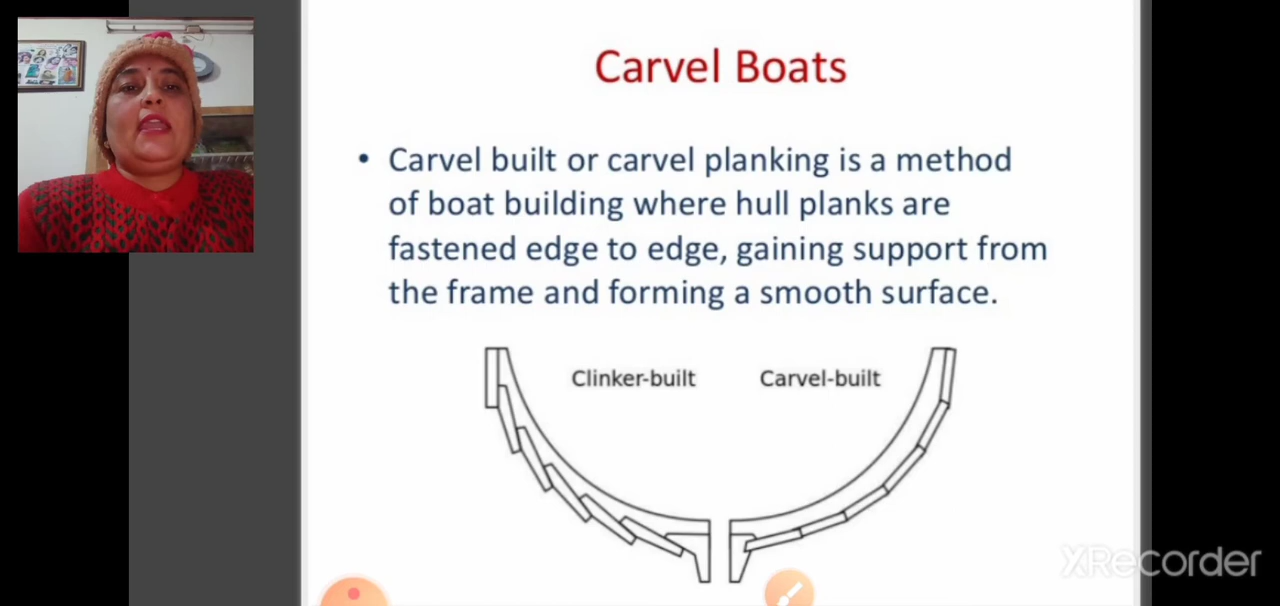 Carvel Boats
• Carvel built or carvel planking is a method
of boat building where hull planks are
fastened edge to edge, gaining support from
the frame and forming a smooth surface.
Clinker-built
Carvel-built
XRecorder